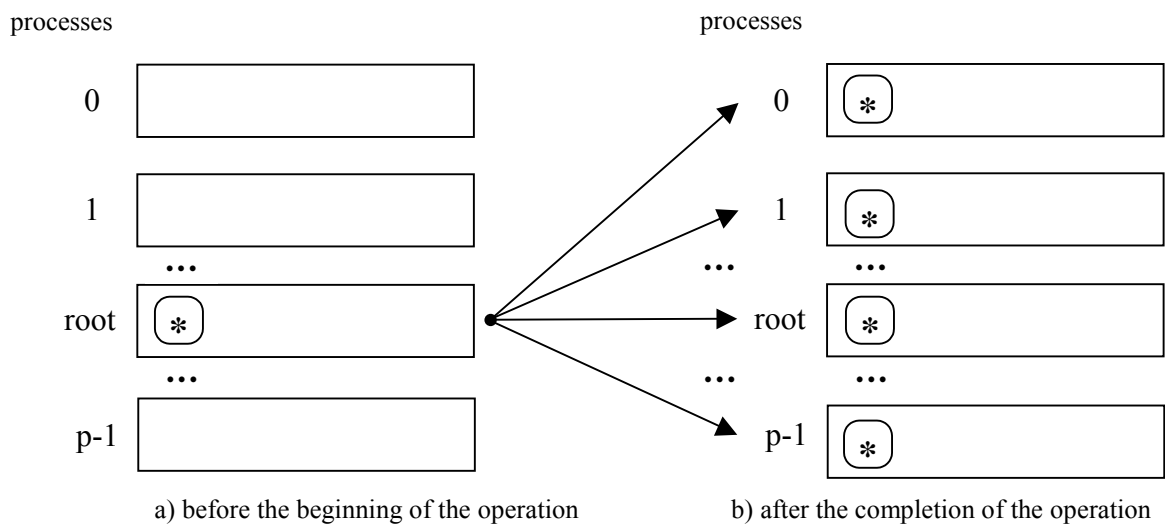 processes
processes
0
0
*
1
1
*
...
...
...
root
*
root
*
...
...
...
p-1
p-1
*
a) before the beginning of the operation
b) after the completion of the operation